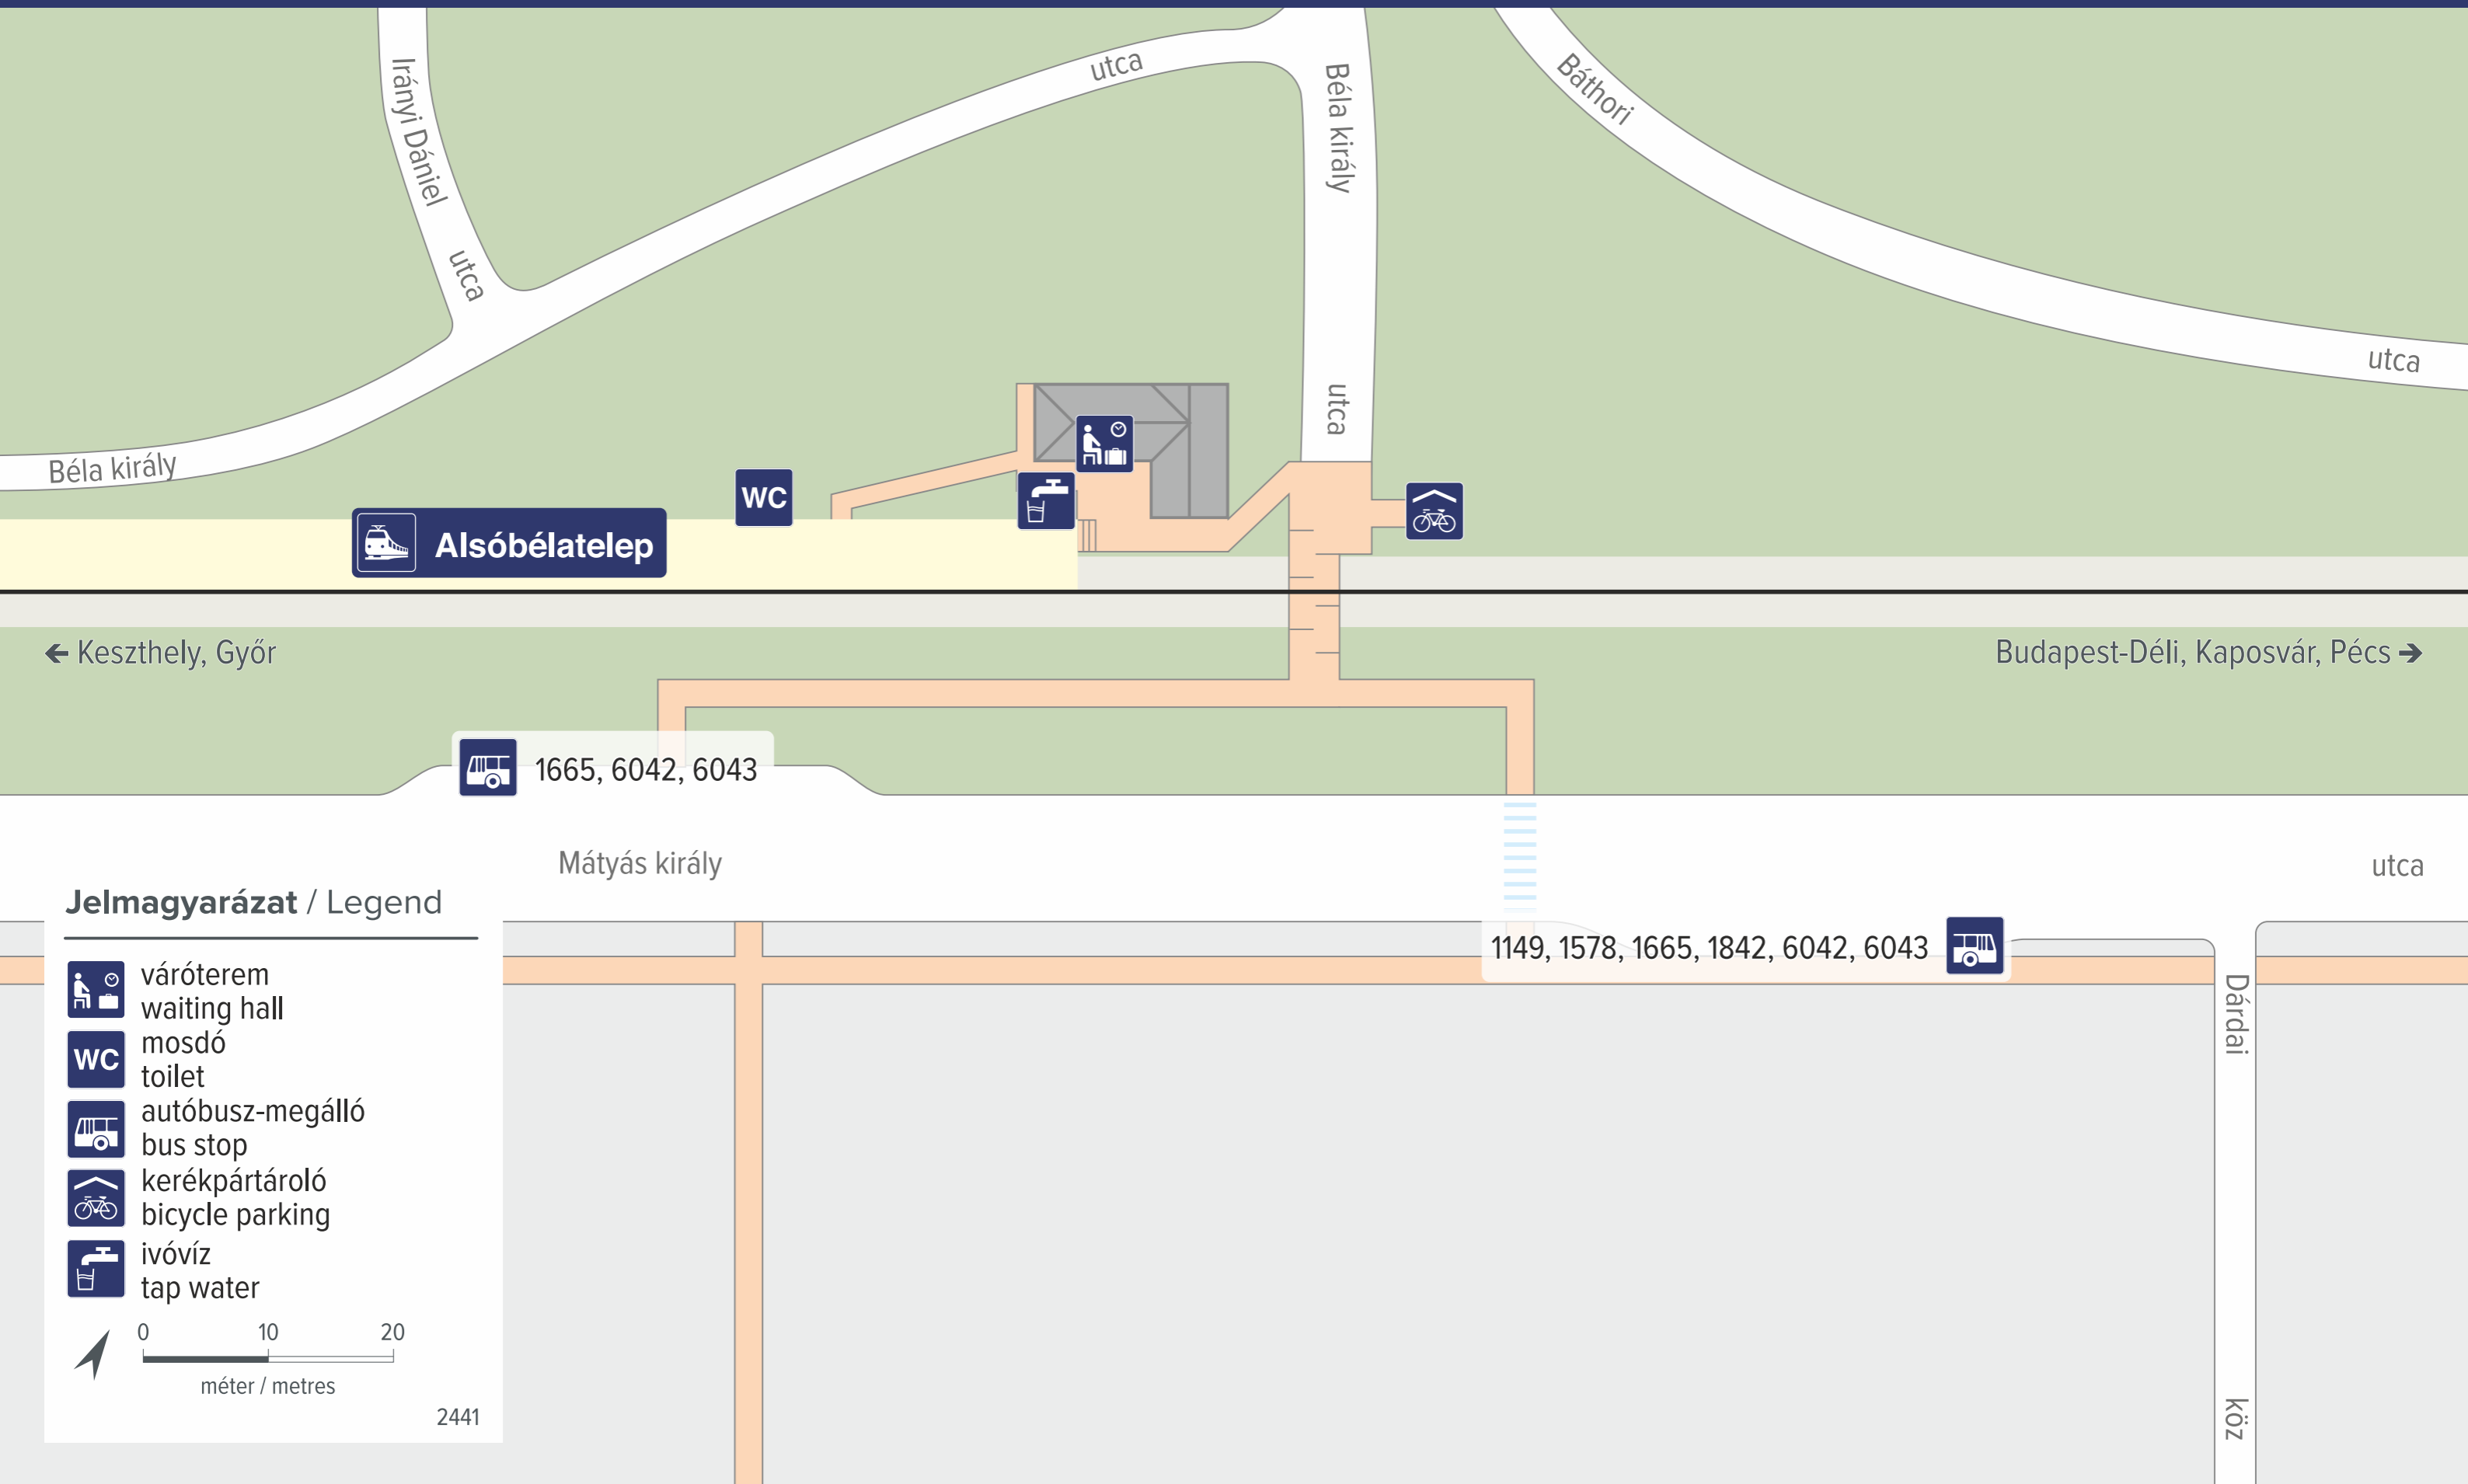 Irányi Dániel
utca
utca
Béla király
utca
Báthori
utca
Béla király
WC
Alsóbélatelep
← Keszthely, Győr
Budapest-Déli, Kaposvár, Pécs →
1665, 6042, 6043
Mátyás király
utca
1149, 1578, 1665, 1842, 6042, 6043
Dárdai
köz
Jelmagyarázat / Legend
váróterem
waiting hall
WC
mosdó
toilet
autóbusz-megálló
bus stop
kerékpártároló
bicycle parking
ivóvíz
tap water
0 10 20
méter / metres
2441